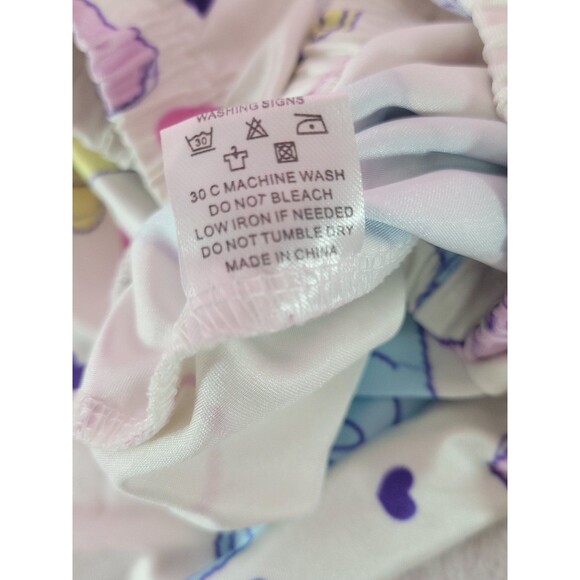 WASHING SIGNS
30
30 C MACHINE WASH
DO NOT BLEACH
LOW IRON IF NEEDED
DO NOT TUMBLE DRY
MADE IN CHINA